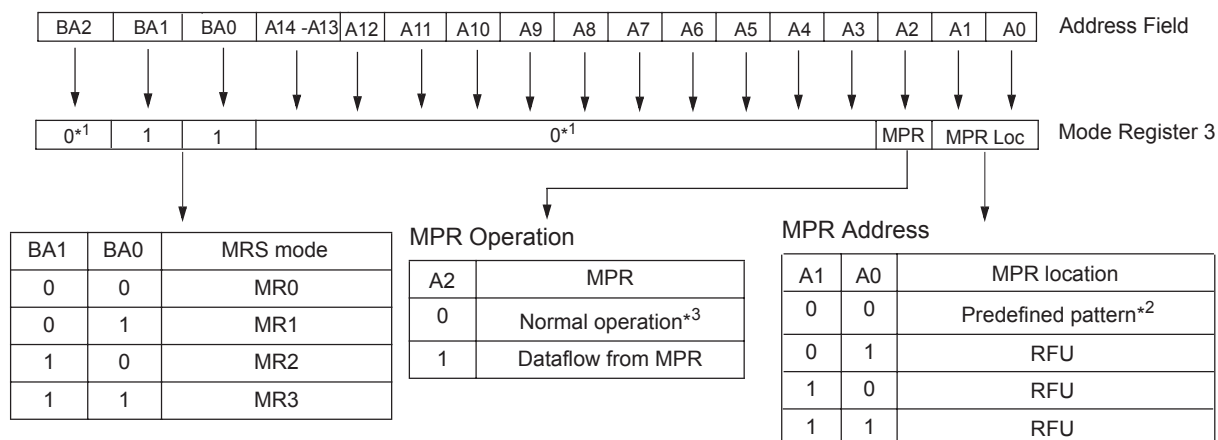 BA2 BA1 BA0 A14 -A13 A12 A11 A10 A9 A8 A7 A6 A5 A4 A3 A2 A1 A0 Address Field
0*1 1 1 0*1 MPR MPR Loc Mode Register 3
BA1 BA0 MRS mode
0 0 MR0
0 1 MR1
1 0 MR2
1 1 MR3
MPR Operation
A2 MPR
0 Normal operation*3
1 Dataflow from MPR
MPR Address
A1 A0 MPR location
0 0 Predefined pattern*2
0 1 RFU
1 0 RFU
1 1 RFU